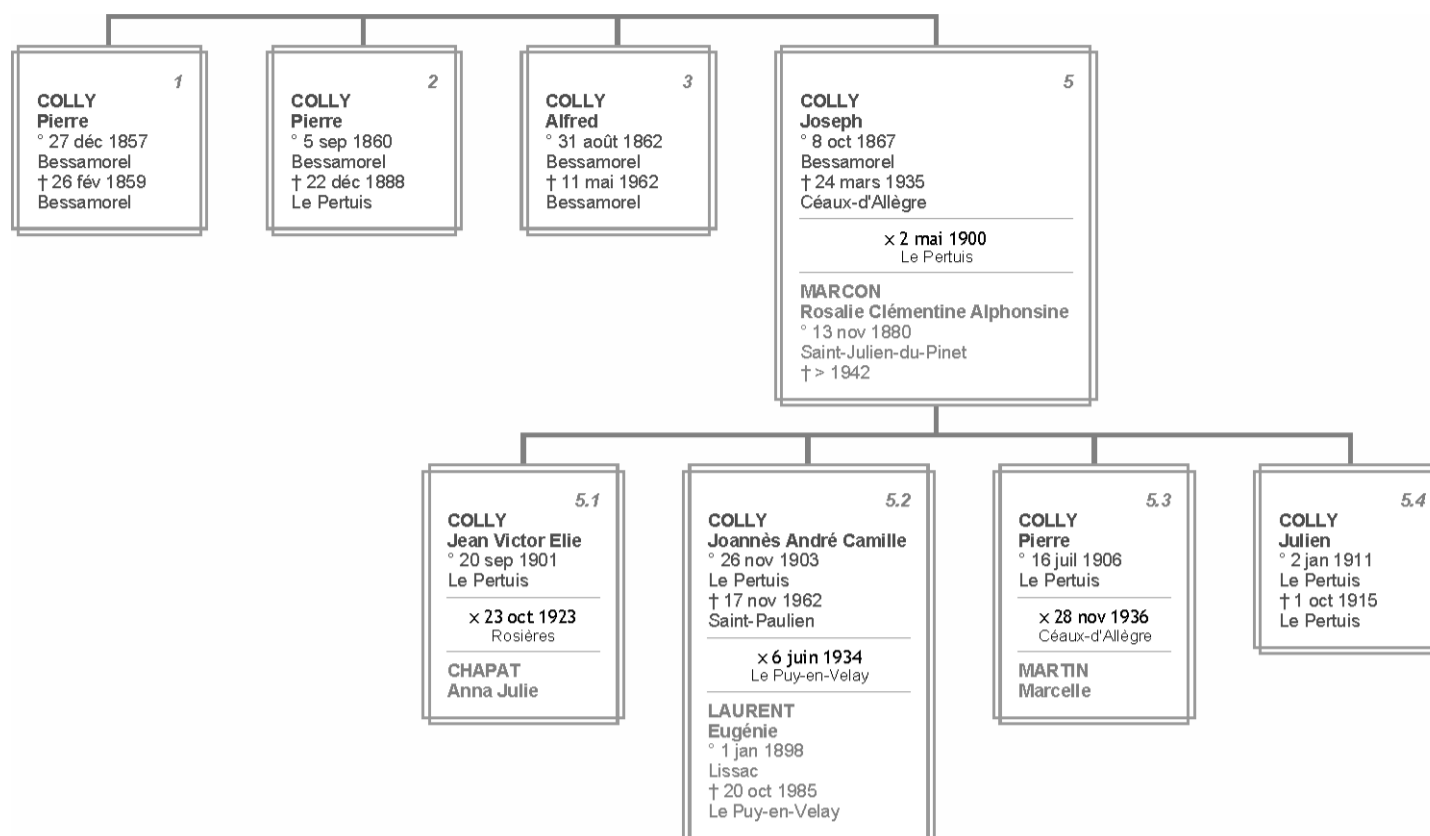 1
COLLY
Pierre
° 27 déc 1857
Bessamorel
† 26 fév 1859
Bessamorel
2
COLLY
Pierre
° 5 sep 1860
Bessamorel
† 22 déc 1888
Le Pertuis
3
COLLY
Alfred
° 31 août 1862
Bessamorel
† 11 mai 1962
Bessamorel
5
COLLY
Joseph
° 8 oct 1867
Bessamorel
† 24 mars 1935
Céaux-d'Allègre
x 2 mai 1900
Le Pertuis
MARCON
Rosalie Clémentine Alphonsine
° 13 nov 1880
Saint-Julien-du-Pinet
† > 1942
5.1
COLLY
Jean Victor Elie
° 20 sep 1901
Le Pertuis
x 23 oct 1923
Rosières
CHAPAT
Anna Julie
5.2
COLLY
Joannès André Camille
° 26 nov 1903
Le Pertuis
† 17 nov 1962
Saint-Paulien
x 6 juin 1934
Le Puy-en-Velay
LAURENT
Eugénie
° 1 jan 1898
Lissac
† 20 oct 1985
Le Puy-en-Velay
5.3
COLLY
Pierre
° 16 juil 1906
Le Pertuis
x 28 nov 1936
Céaux-d'Allègre
MARTIN
Marcelle
5.4
COLLY
Julien
° 2 jan 1911
Le Pertuis
† 1 oct 1915
Le Pertuis